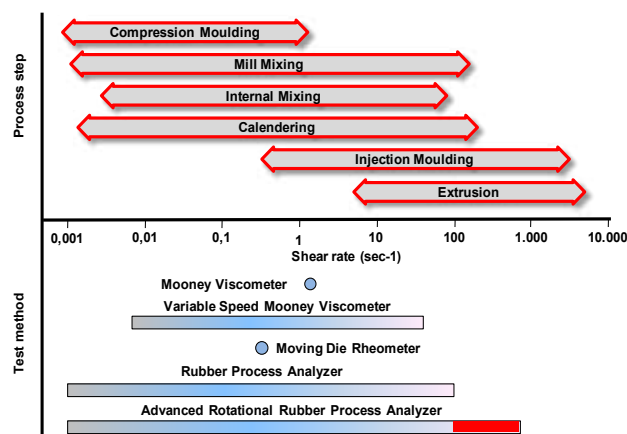 Compression Moulding
Mill Mixing
Internal Mixing
Calendering
Injection Moulding
Extrusion
Process step
0,001 0,01 0,1 1 10 100 1.000 10.000
Shear rate (sec-1)
Mooney Viscometer
Variable Speed Mooney Viscometer
Moving Die Rheometer
Rubber Process Analyzer
Advanced Rotational Rubber Process Analyzer
Test method